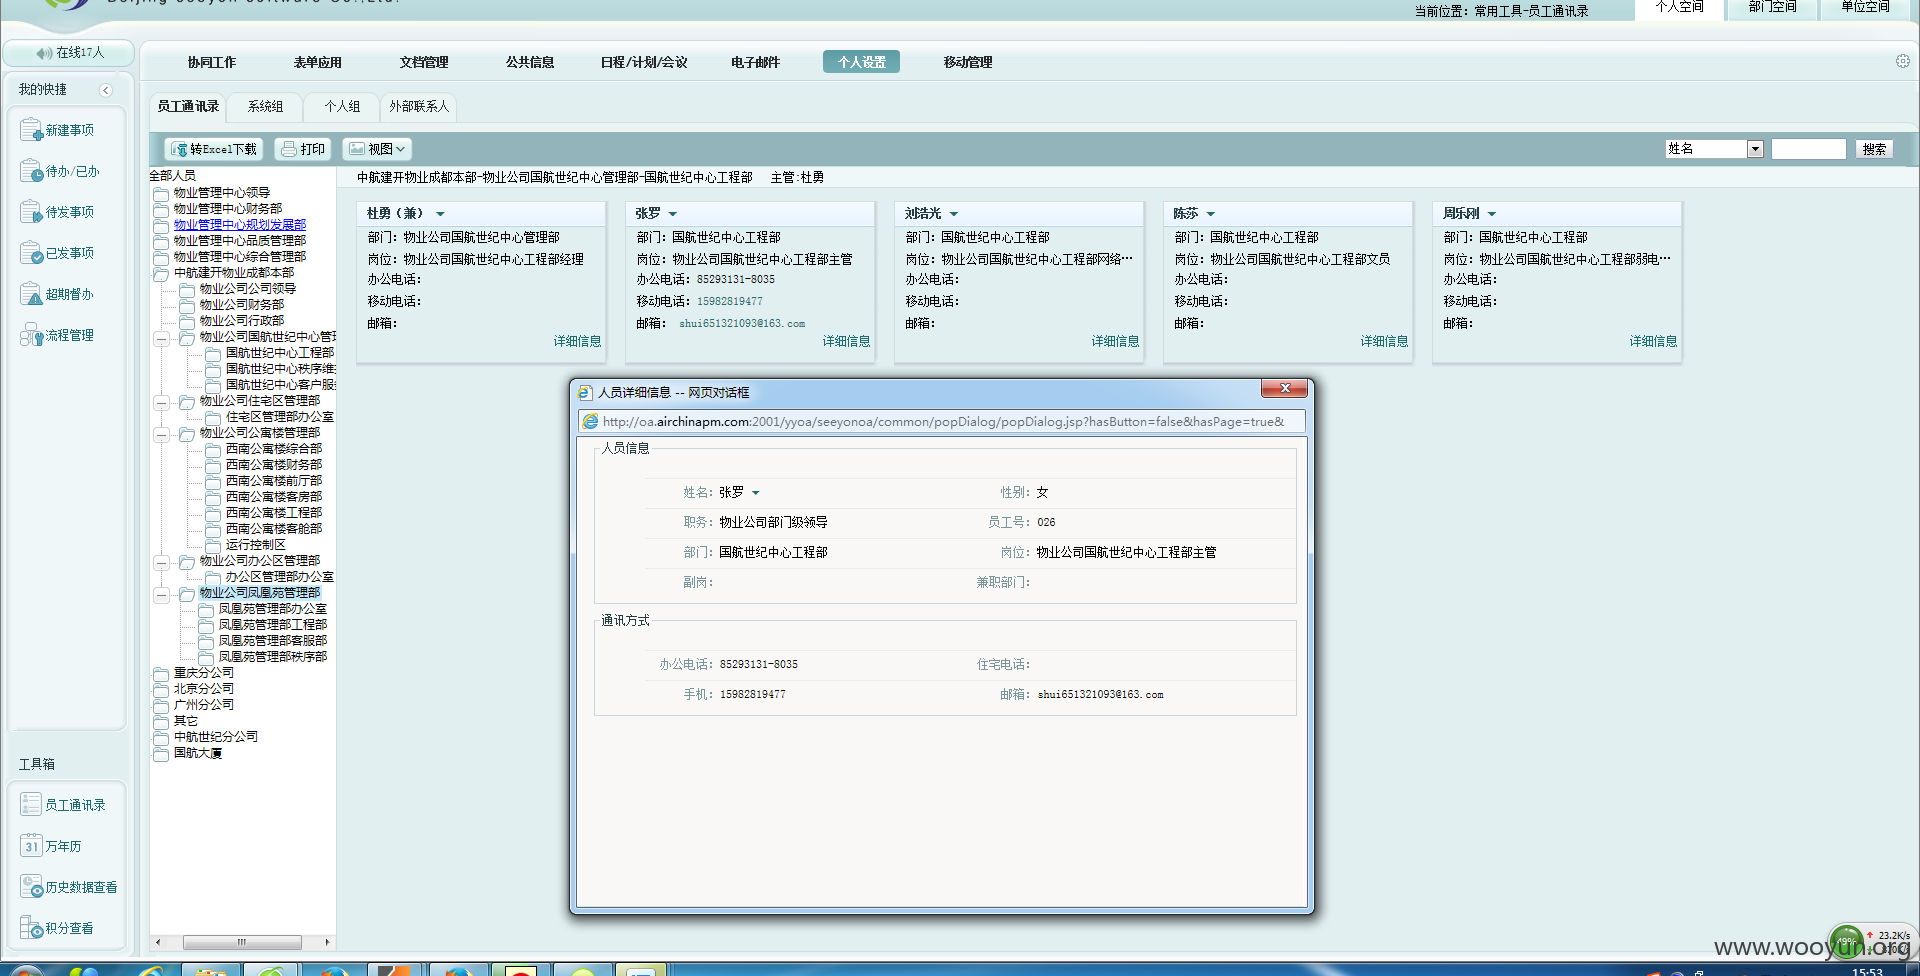 当前位置：常用工具-员工通讯录
个人空间 部门空间 单位空间
在线17人
协同工作 表单应用 文档管理 公共信息 日程/计划/会议 电子邮件 个人设置 移动管理
我的快捷
新建事项
待办/已办
待发事项
已发事项
超期督办
流程管理
工具箱
员工通讯录
31 万年历
历史数据查看
积分查看
员工通讯录 系统组 个人组 外部联系人
转Excel下载 打印 视图
姓名 搜索
全部人员
物业管理中心领导
物业管理中心财务部
物业管理中心规划发展部
物业管理中心品质管理部
物业管理中心综合管理部
中航建开物业成都本部
物业公司公司领导
物业公司财务部
物业公司行政部
物业公司国航世纪中心管
国航世纪中心工程部
国航世纪中心秩序维
国航世纪中心客户服
物业公司住宅区管理部
住宅区管理部办公室
物业公司公寓楼管理部
西南公寓楼综合部
西南公寓楼财务部
西南公寓楼前厅部
西南公寓楼客房部
西南公寓楼工程部
西南公寓楼客舱部
运行控制区
物业公司办公区管理部
办公区管理部办公室
物业公司凤凰苑管理部
凤凰苑管理部办公室
凤凰苑管理部工程部
凤凰苑管理部客服部
凤凰苑管理部秩序部
重庆分公司
北京分公司
广州分公司
其它
中航世纪分公司
国航大厦
中航建开物业成都本部-物业公司国航世纪中心管理部-国航世纪中心工程部 主管:杜勇
杜勇（兼）
部门：物业公司国航世纪中心管理部
岗位：物业公司国航世纪中心工程部经理
办公电话：
移动电话：
邮箱：
详细信息
张罗
部门：国航世纪中心工程部
岗位：物业公司国航世纪中心工程部主管
办公电话：85293131-8035
移动电话：15982819477
邮箱： shui651321093@163.com
详细信息
刘浩光
部门：国航世纪中心工程部
岗位：物业公司国航世纪中心工程部网络…
办公电话：
移动电话：
邮箱：
详细信息
陈莎
部门：国航世纪中心工程部
岗位：物业公司国航世纪中心工程部文员
办公电话：
移动电话：
邮箱：
详细信息
周乐刚
部门：国航世纪中心工程部
岗位：物业公司国航世纪中心工程部弱电…
办公电话：
移动电话：
邮箱：
详细信息
人员详细信息 -- 网页对话框
http://oa.airchinapm.com:2001/yyoa/seeyonoa/common/popDialog/popDialog.jsp?hasButton=false&hasPage=true&
人员信息
姓名：张罗 性别：女
职务：物业公司部门级领导 员工号：026
部门：国航世纪中心工程部 岗位：物业公司国航世纪中心工程部主管
副岗： 兼职部门：
通讯方式
办公电话：85293131-8035 住宅电话：
手机：15982819477 邮箱：shui651321093@163.com
23.2K/s
www.wooyun.org
15:53